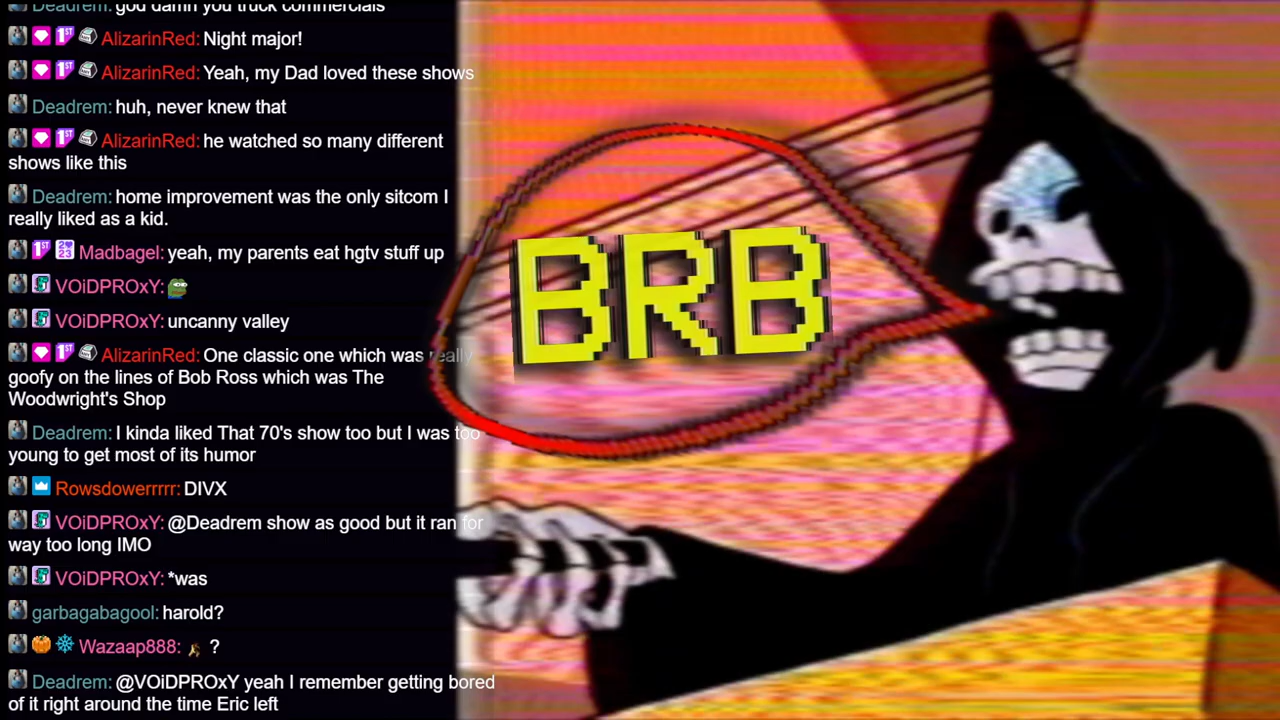 Deadrem: god damn you truck commercials
AlizarinRed: Night major!
AlizarinRed: Yeah, my Dad loved these shows
Deadrem: huh, never knew that
AlizarinRed: he watched so many different
shows like this
Deadrem: home improvement was the only sitcom I
really liked as a kid.
Madbagel: yeah, my parents eat hgtv stuff up
VOiDPROxY:
VOiDPROxY: uncanny valley
AlizarinRed: One classic one which was really
goofy on the lines of Bob Ross which was The
Woodwright's Shop
Deadrem: I kinda liked That 70's show too but I was too
young to get most of its humor
Rowsdowerrrrr: DIVX
VOiDPROxY: @Deadrem show as good but it ran for
way too long IMO
VOiDPROxY: *was
garbagabagool: harold?
Wazaap888: ?
Deadrem: @VOiDPROxY yeah I remember getting bored
of it right around the time Eric left
BRB